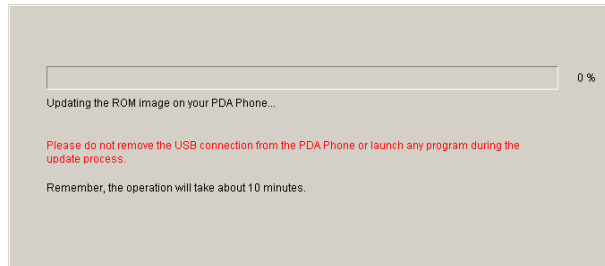 0 %
Updating the ROM image on your PDA Phone...
Please do not remove the USB connection from the PDA Phone or launch any program during the
update process.
Remember, the operation will take about 10 minutes.